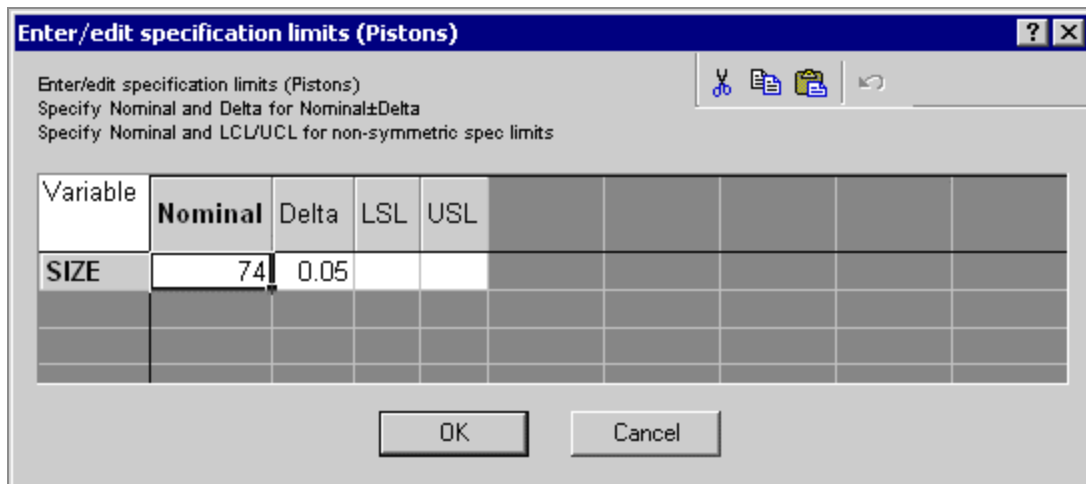 Enter/edit specification limits (Pistons)
Enter/edit specification limits (Pistons)
Specify Nominal and Delta for Nominal±Delta
Specify Nominal and LCL/UCL for non-symmetric spec limits
Variable Nominal Delta LSL USL
SIZE 74 0.05
OK Cancel